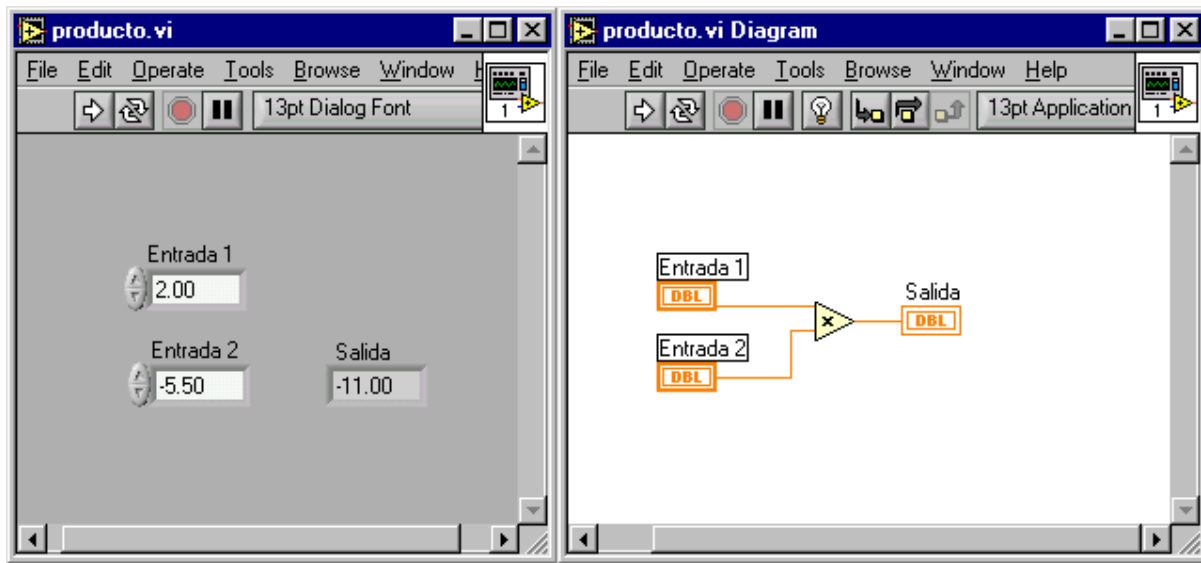 producto.vi
File Edit Operate Tools Browse Window
13pt Dialog Font
1
Entrada 1
2.00
Entrada 2
-5.50
Salida
-11.00
producto.vi Diagram
File Edit Operate Tools Browse Window Help
13pt Application
1
Entrada 1
DBL
Entrada 2
DBL
x
Salida
DBL